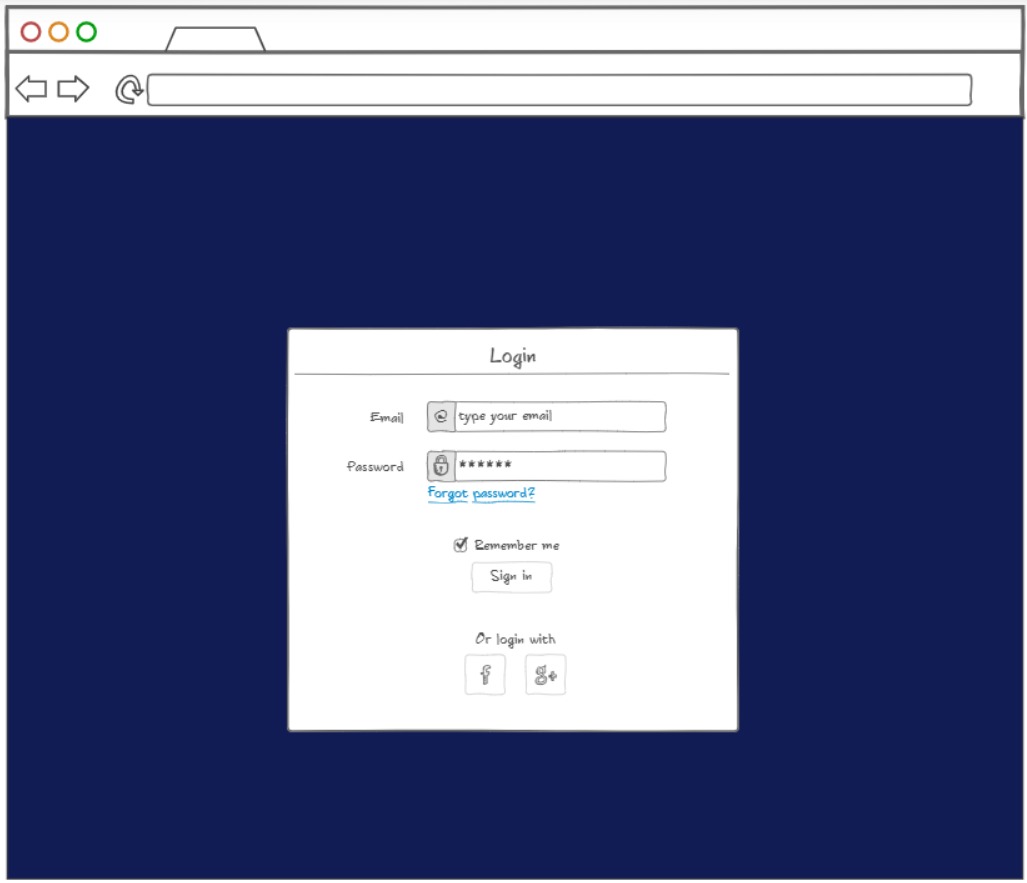 Login
Email @ type your email
Password ******
Forgot password?
Remember me
Sign in
Or login with
f g+